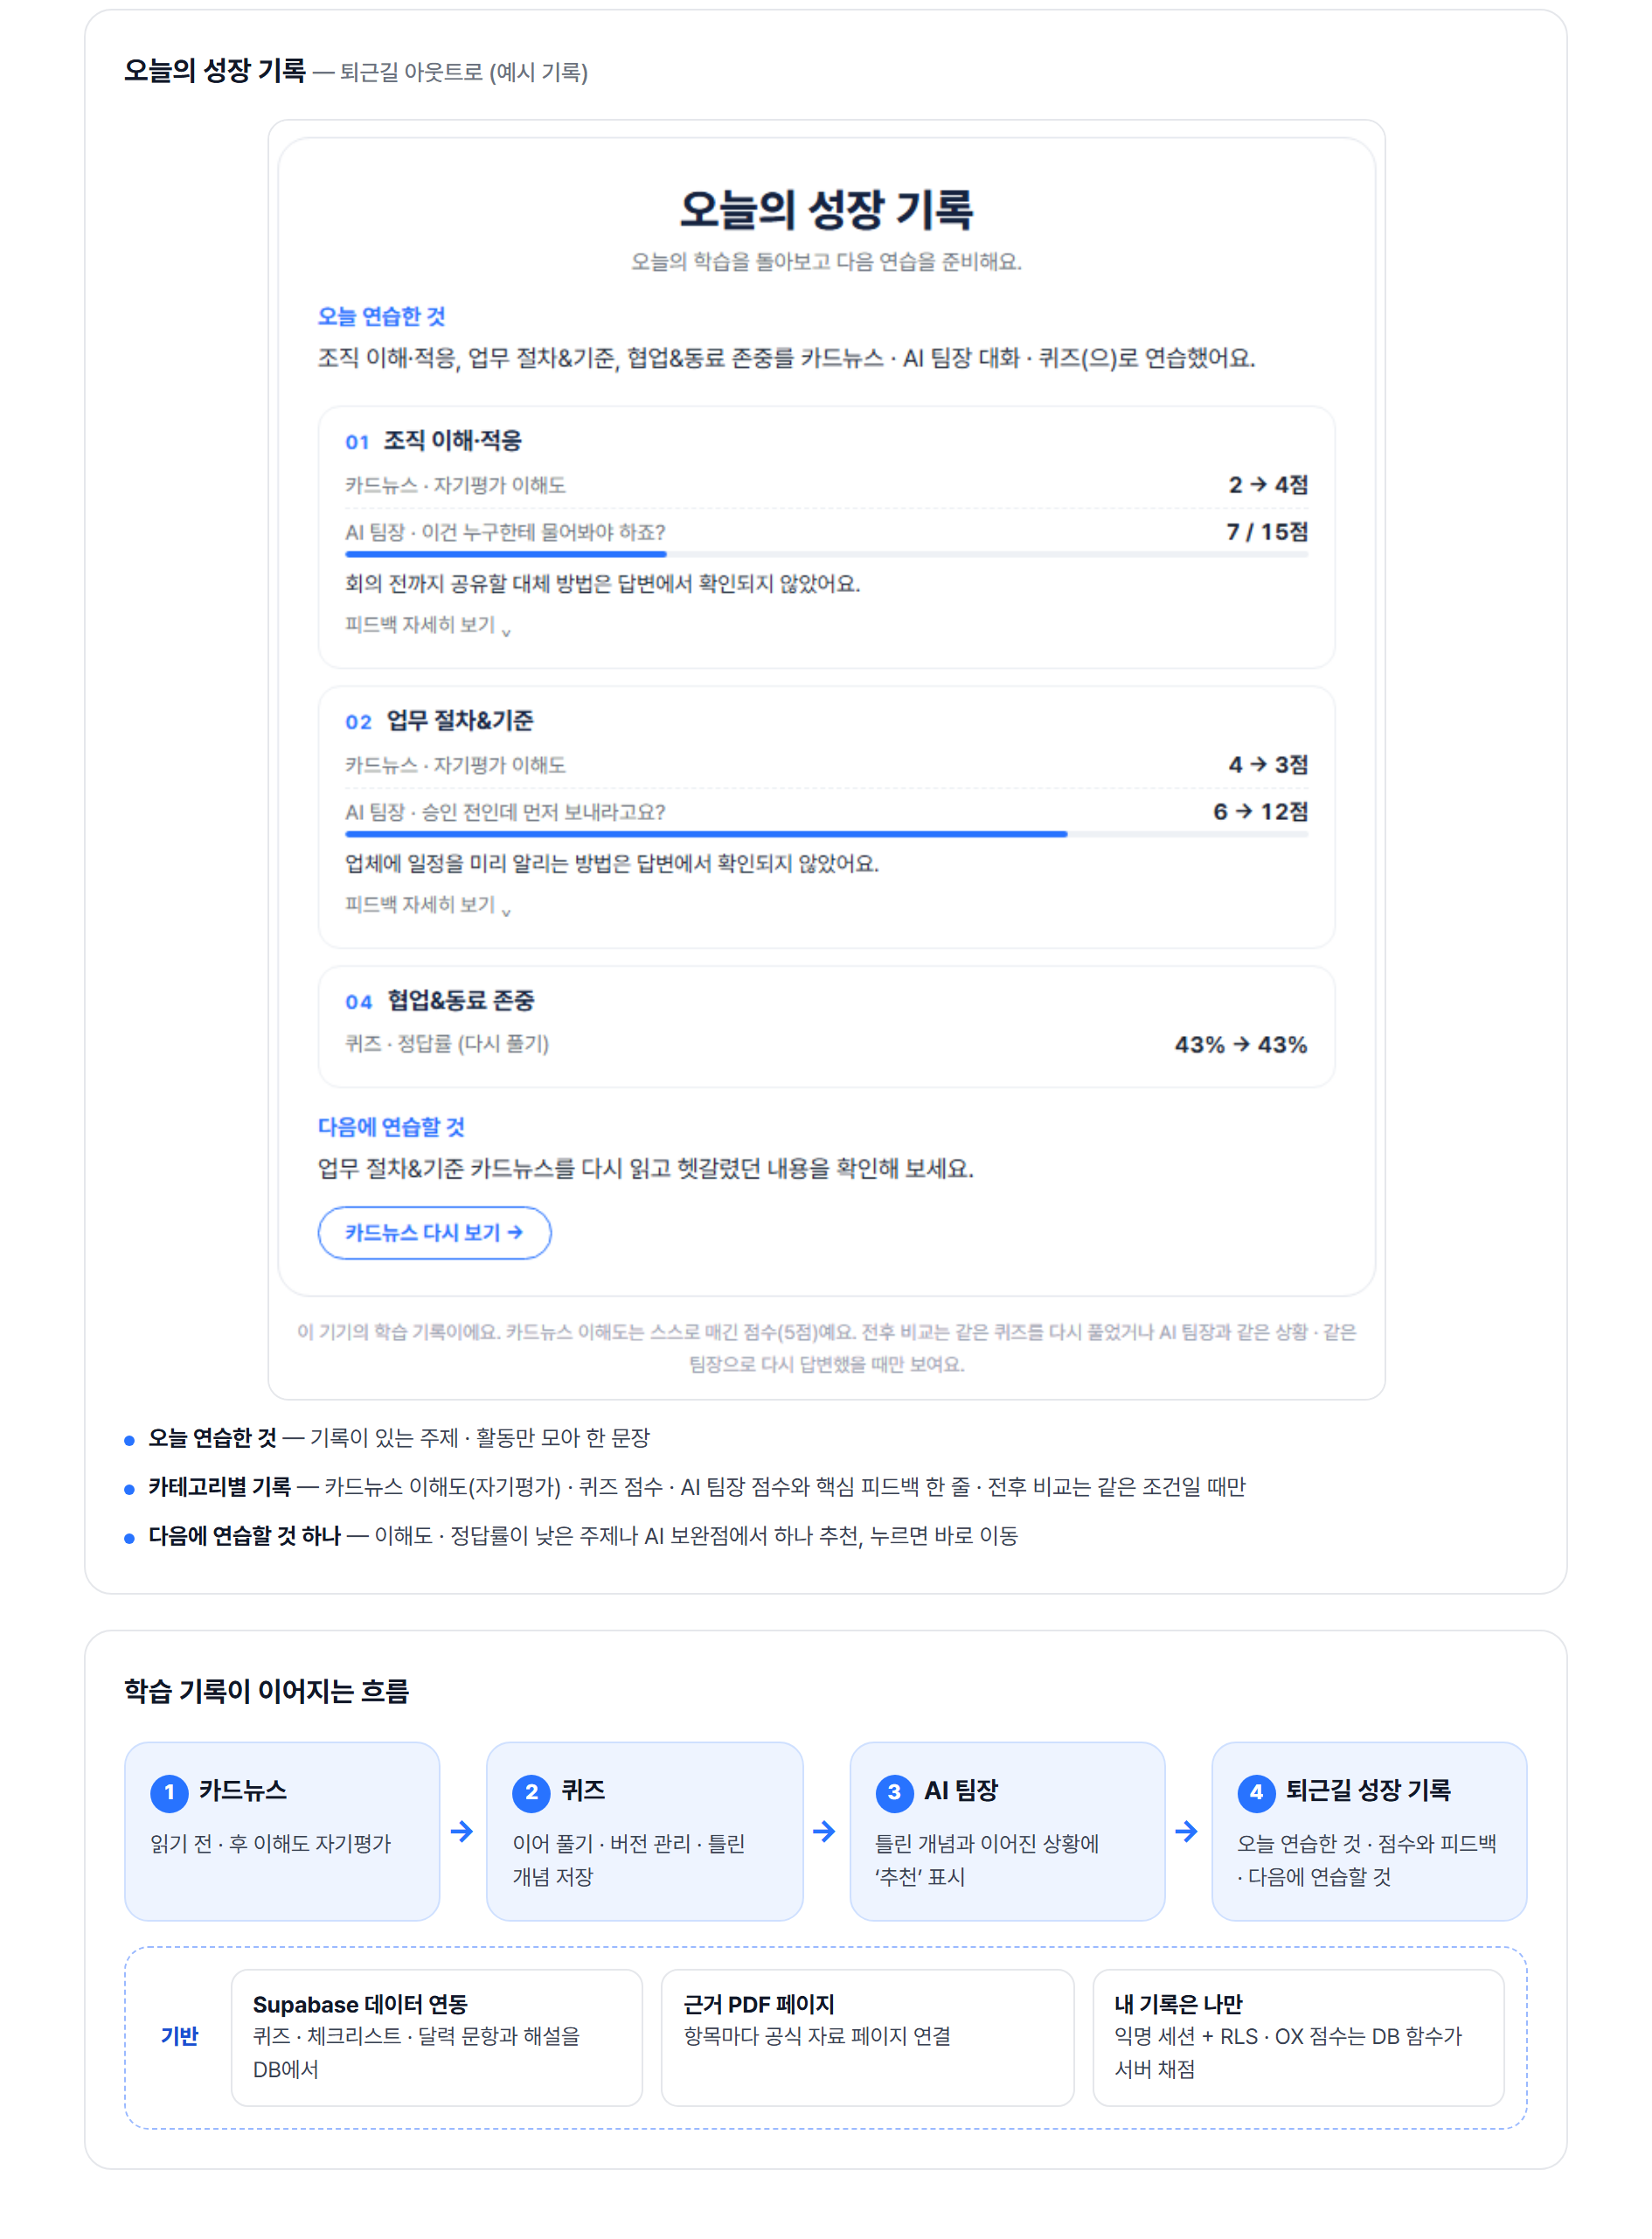 오늘의 성장 기록 — 퇴근길 아웃트로 (예시 기록)
오늘의 성장 기록
오늘의 학습을 돌아보고 다음 연습을 준비해요.
오늘 연습한 것
조직 이해·적응, 업무 절차&기준, 협업&동료 존중를 카드뉴스 · AI 팀장 대화 · 퀴즈(으)로 연습했어요.
01 조직 이해·적응
카드뉴스 · 자기평가 이해도 2 → 4점
AI 팀장 · 이건 누구한테 물어봐야 하죠? 7 / 15점
회의 전까지 공유할 대체 방법은 답변에서 확인되지 않았어요.
피드백 자세히 보기
02 업무 절차&기준
카드뉴스 · 자기평가 이해도 4 → 3점
AI 팀장 · 승인 전인데 먼저 보내라고요? 6 → 12점
업체에 일정을 미리 알리는 방법은 답변에서 확인되지 않았어요.
피드백 자세히 보기
04 협업&동료 존중
퀴즈 · 정답률 (다시 풀기) 43% → 43%
다음에 연습할 것
업무 절차&기준 카드뉴스를 다시 읽고 헷갈렸던 내용을 확인해 보세요.
카드뉴스 다시 보기 →
이 기기의 학습 기록이에요. 카드뉴스 이해도는 스스로 매긴 점수(5점)예요. 전후 비교는 같은 퀴즈를 다시 풀었거나 AI 팀장과 같은 상황 · 같은
팀장으로 다시 답변했을 때만 보여요.
오늘 연습한 것 — 기록이 있는 주제 · 활동만 모아 한 문장
카테고리별 기록 — 카드뉴스 이해도(자기평가) · 퀴즈 점수 · AI 팀장 점수와 핵심 피드백 한 줄 · 전후 비교는 같은 조건일 때만
다음에 연습할 것 하나 — 이해도 · 정답률이 낮은 주제나 AI 보완점에서 하나 추천, 누르면 바로 이동
학습 기록이 이어지는 흐름
1 카드뉴스
읽기 전 · 후 이해도 자기평가
→
2 퀴즈
이어 풀기 · 버전 관리 · 틀린
개념 저장
→
3 AI 팀장
틀린 개념과 이어진 상황에
‘추천’ 표시
→
4 퇴근길 성장 기록
오늘 연습한 것 · 점수와 피드백
· 다음에 연습할 것
기반
Supabase 데이터 연동
퀴즈 · 체크리스트 · 달력 문항과 해설을
DB에서
근거 PDF 페이지
항목마다 공식 자료 페이지 연결
내 기록은 나만
익명 세션 + RLS · OX 점수는 DB 함수가
서버 채점